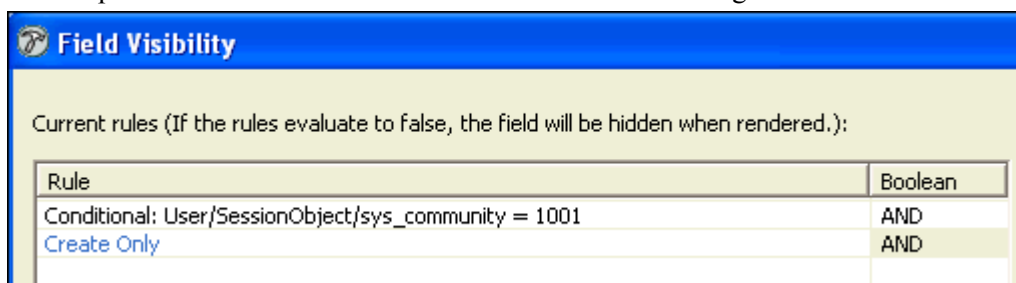 Field Visibility
Current rules (If the rules evaluate to false, the field will be hidden when rendered.):
Rule Boolean
Conditional: User/SessionObject/sys_community = 1001 AND
Create Only AND